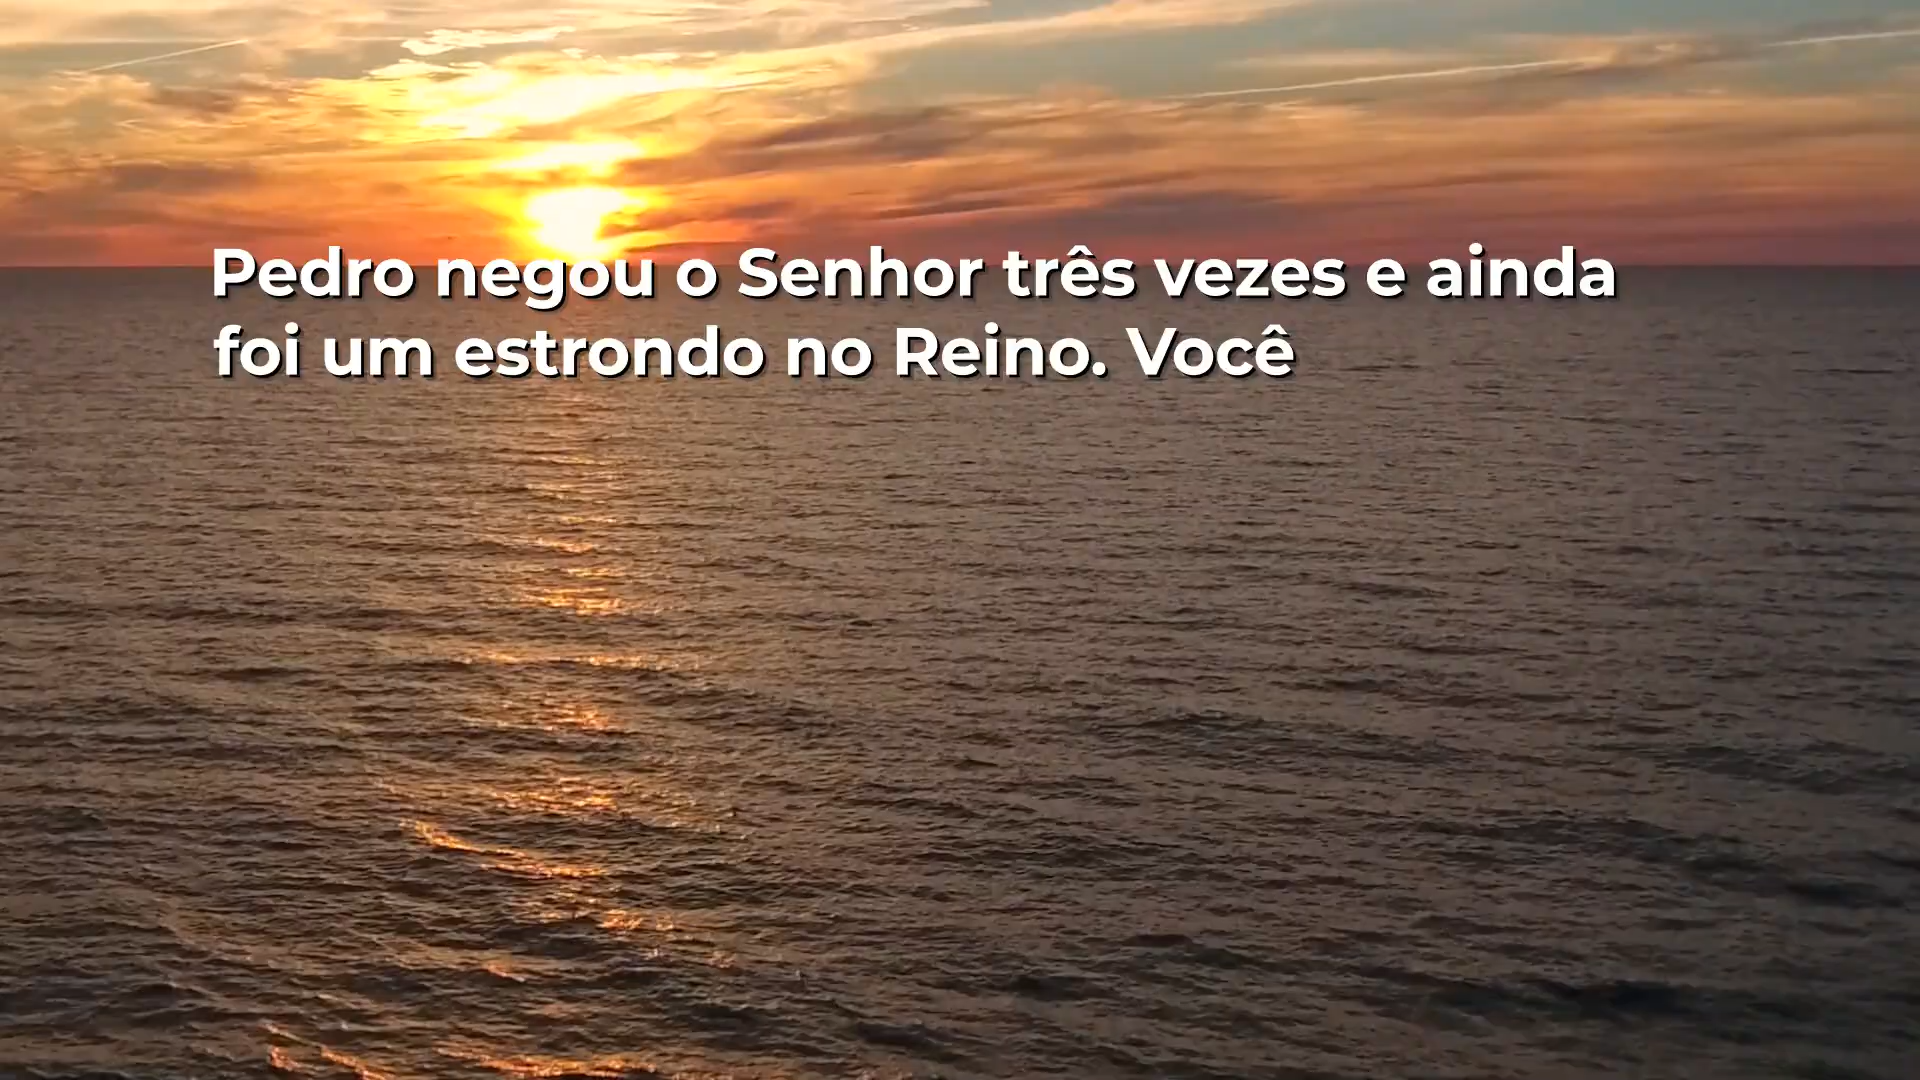 Pedro negou o Senhor três vezes e ainda
foi um estrondo no Reino. Você